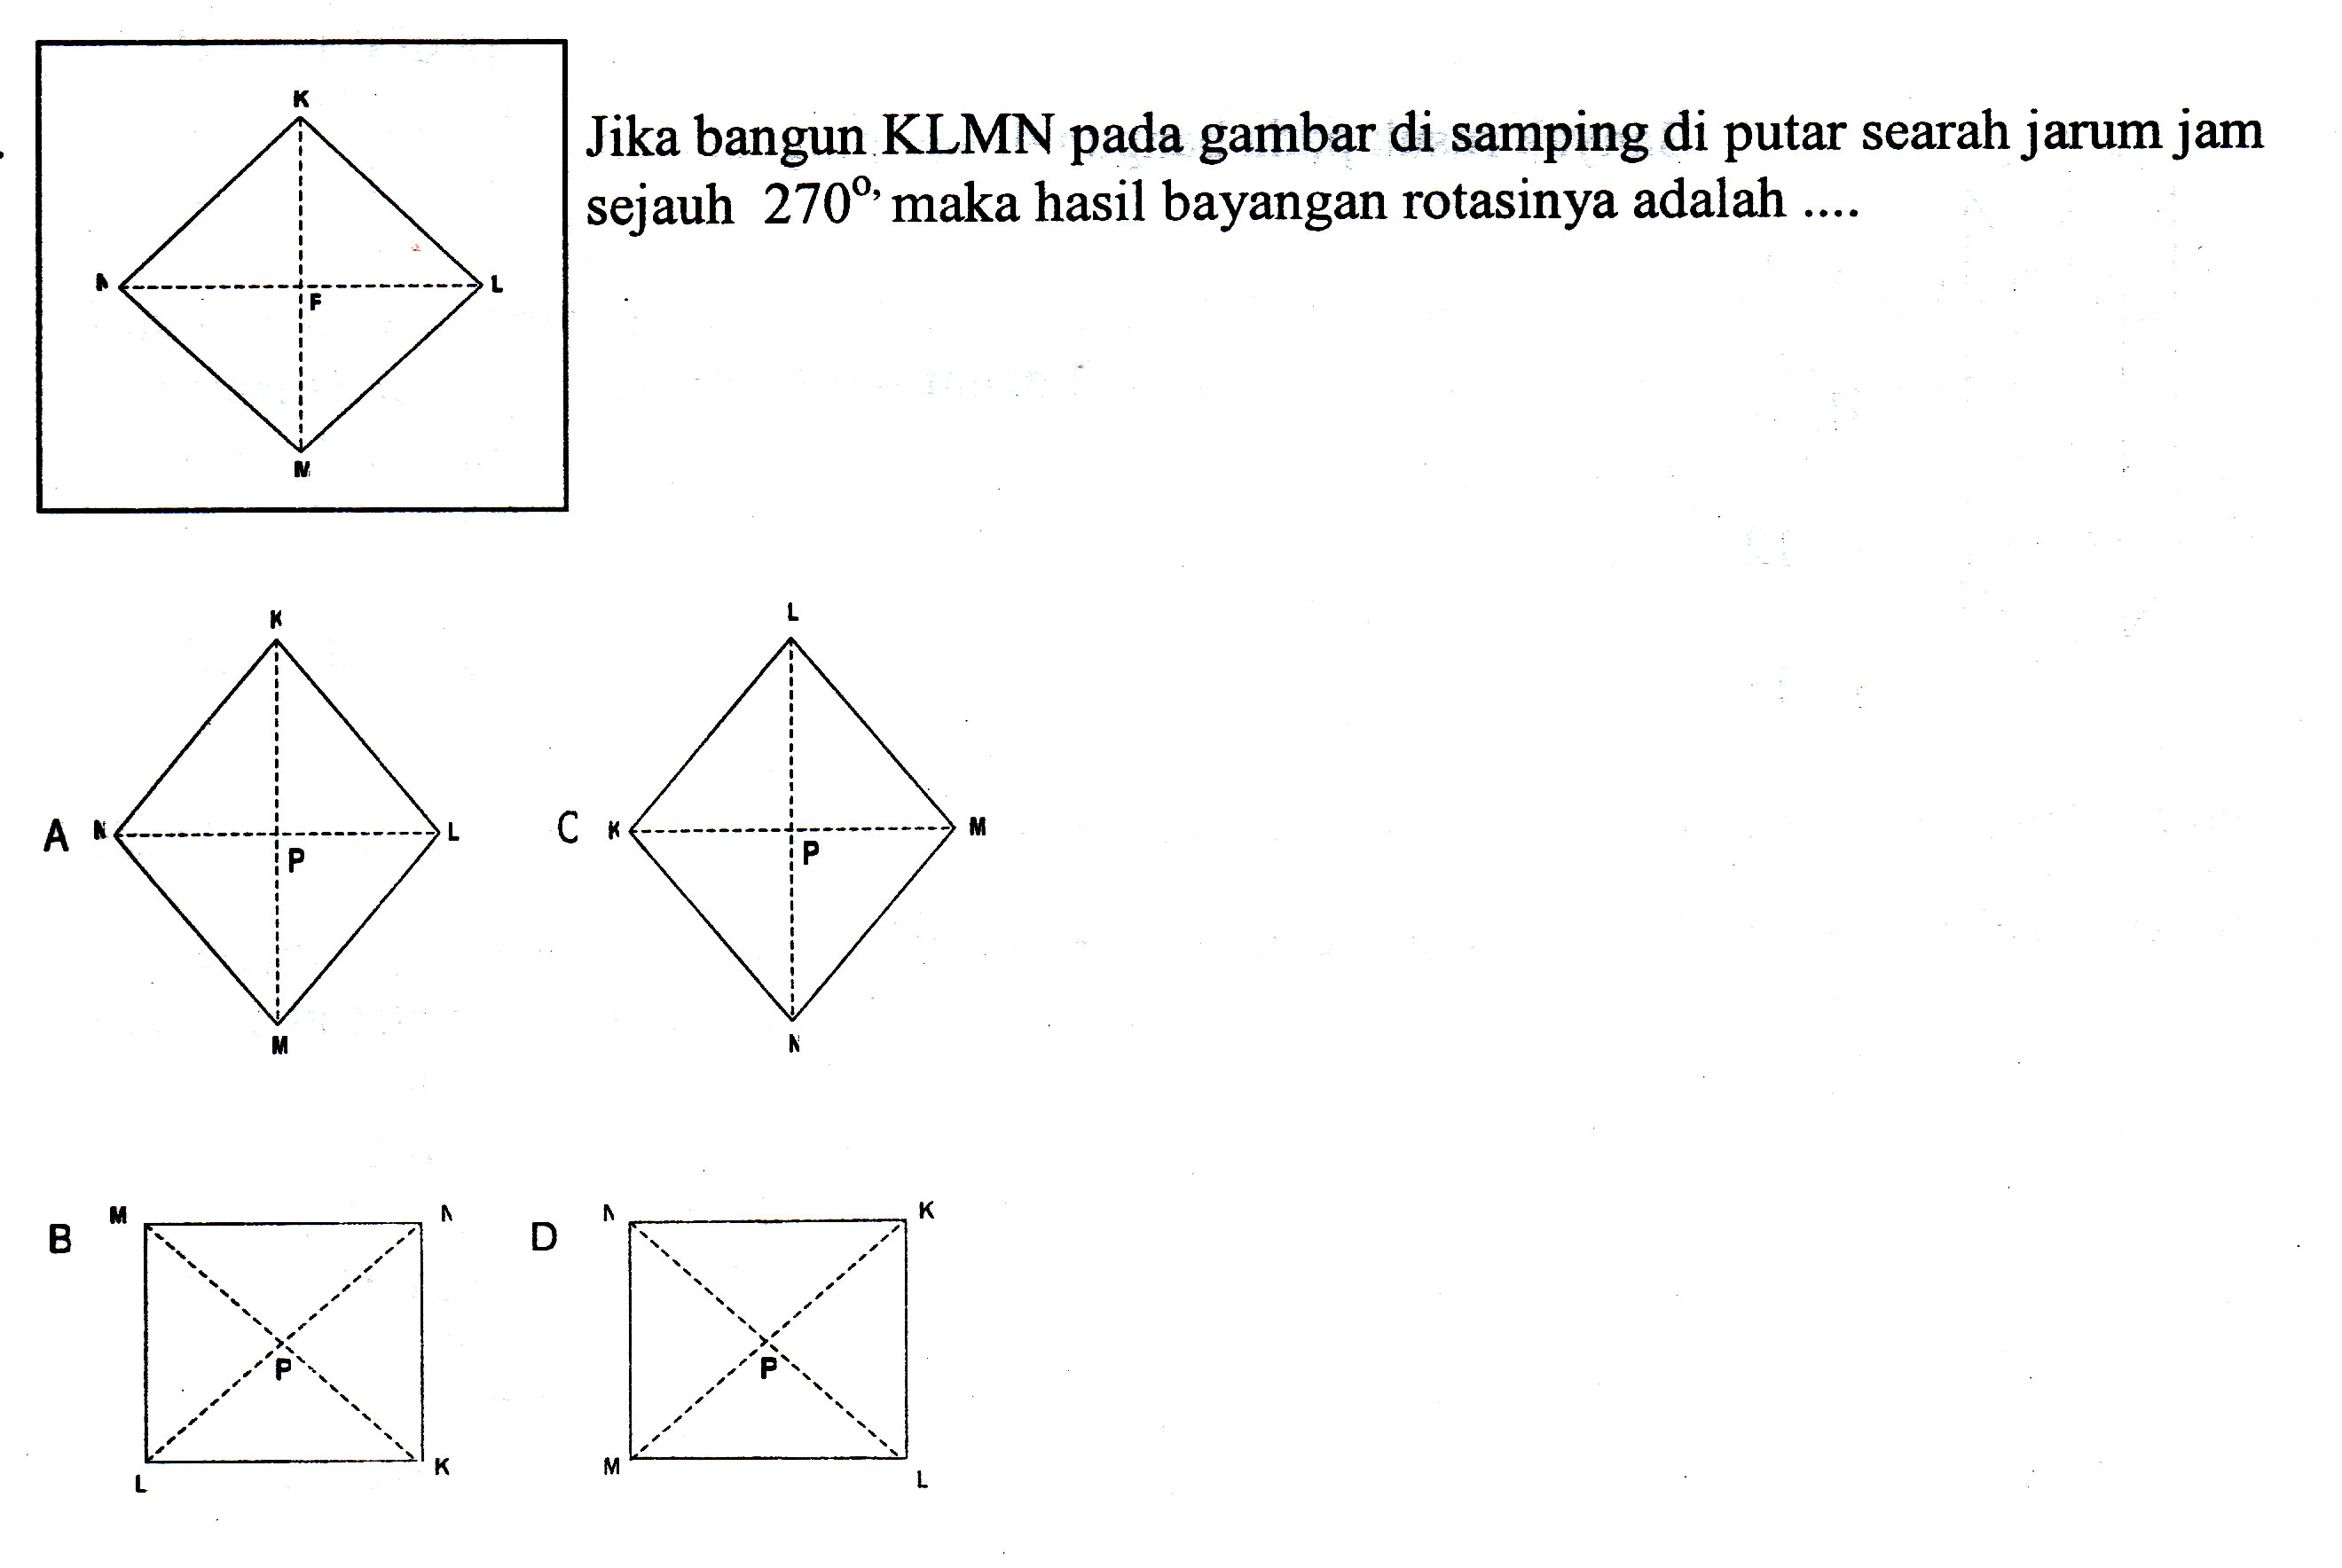 K
Jika bangun KLMN pada gambar di samping di putar searah jarum jam
sejauh 270°, maka hasil bayangan rotasinya adalah ....
N L
F
M
K L
A N L C K M
P P
M N
M N N K
B D
P P
L K M L